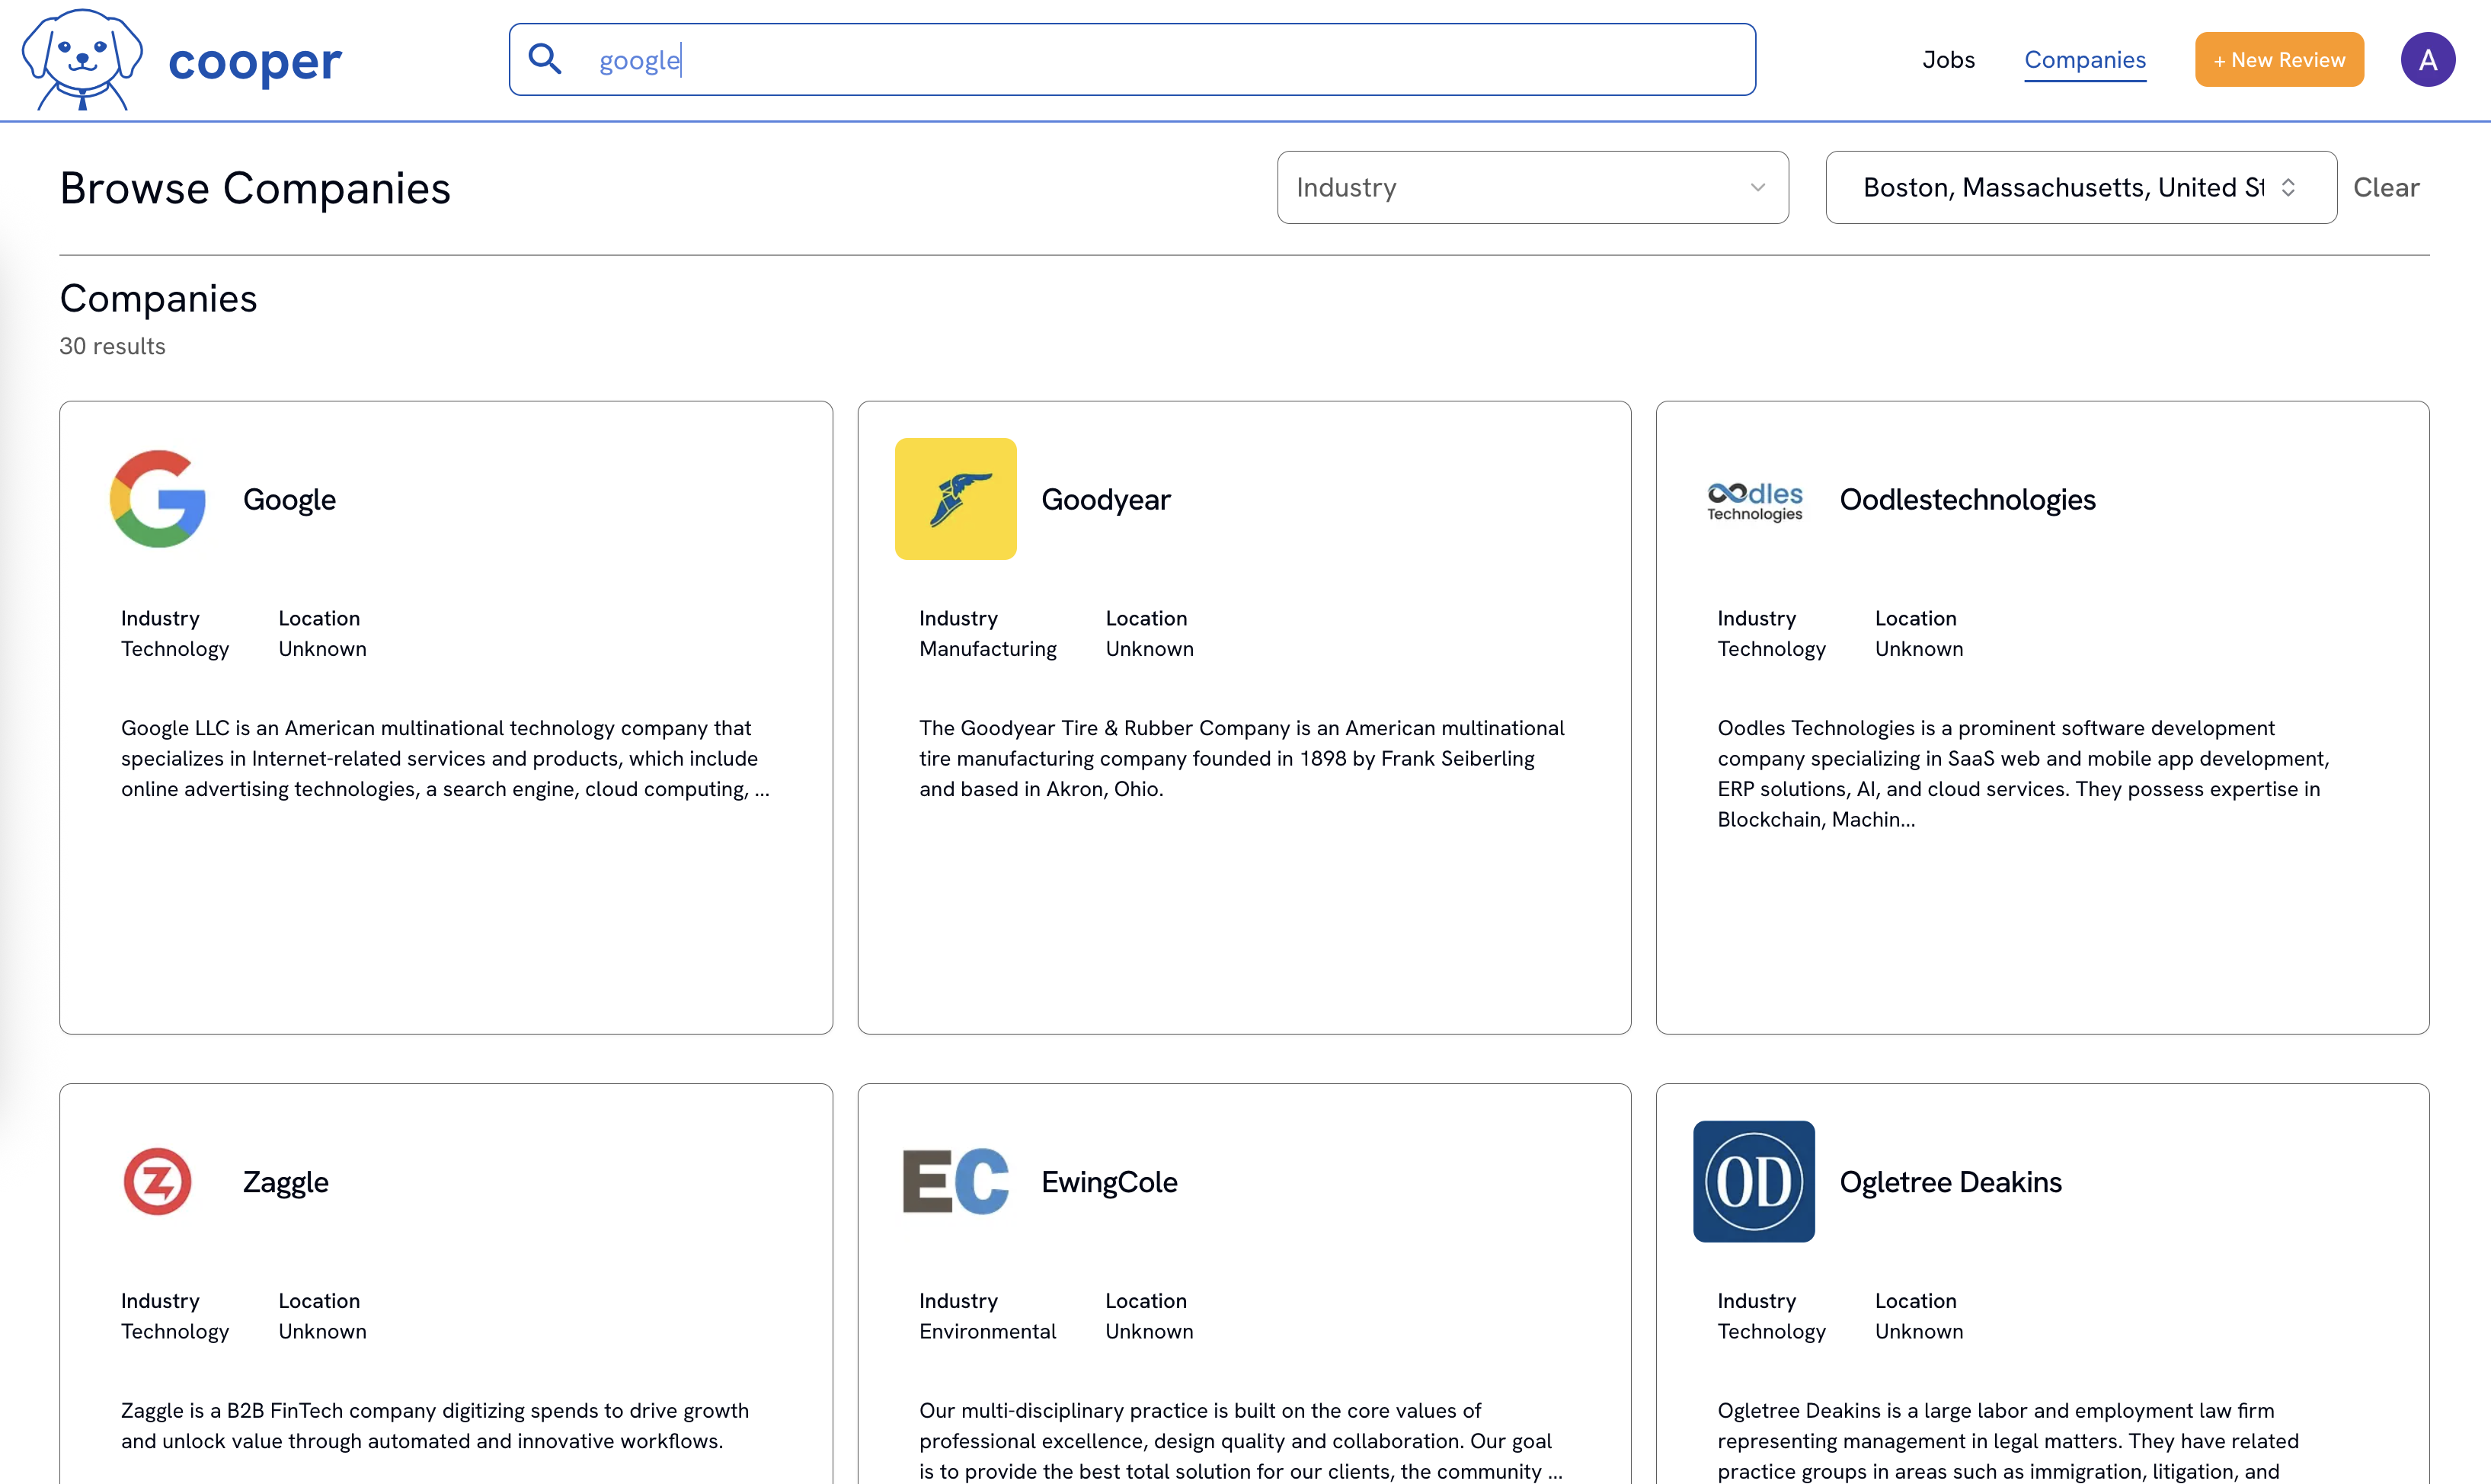 cooper
google
Jobs
Companies
+ New Review
A
Browse Companies
Industry
Boston, Massachusetts, United St
Clear
Companies
30 results
Google
Industry
Location
Technology
Unknown
Google LLC is an American multinational technology company that
specializes in Internet-related services and products, which include
online advertising technologies, a search engine, cloud computing, ...
Goodyear
Industry
Location
Manufacturing
Unknown
The Goodyear Tire & Rubber Company is an American multinational
tire manufacturing company founded in 1898 by Frank Seiberling
and based in Akron, Ohio.
oodles
Technologies
Oodlestechnologies
Industry
Location
Technology
Unknown
Oodles Technologies is a prominent software development
company specializing in SaaS web and mobile app development,
ERP solutions, AI, and cloud services. They possess expertise in
Blockchain, Machin...
Zaggle
Industry
Location
Technology
Unknown
Zaggle is a B2B FinTech company digitizing spends to drive growth
and unlock value through automated and innovative workflows.
EC
EwingCole
Industry
Location
Environmental
Unknown
Our multi-disciplinary practice is built on the core values of
professional excellence, design quality and collaboration. Our goal
is to provide the best total solution for our clients, the community ...
OD
Ogletree Deakins
Industry
Location
Technology
Unknown
Ogletree Deakins is a large labor and employment law firm
representing management in legal matters. They have related
practice groups in areas such as immigration, litigation, and